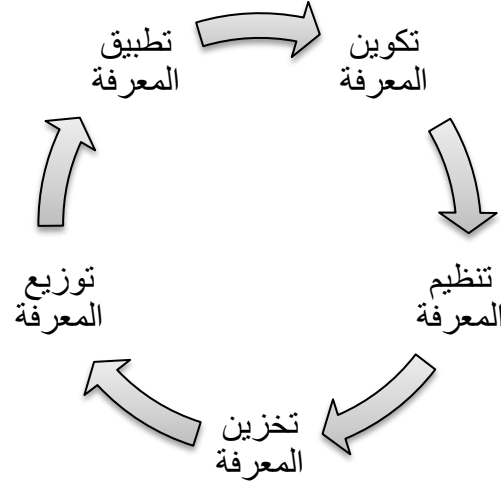 تكوين
المعرفة
تنظيم
المعرفة
تخزين
المعرفة
توزيع
المعرفة
تطبيق
المعرفة